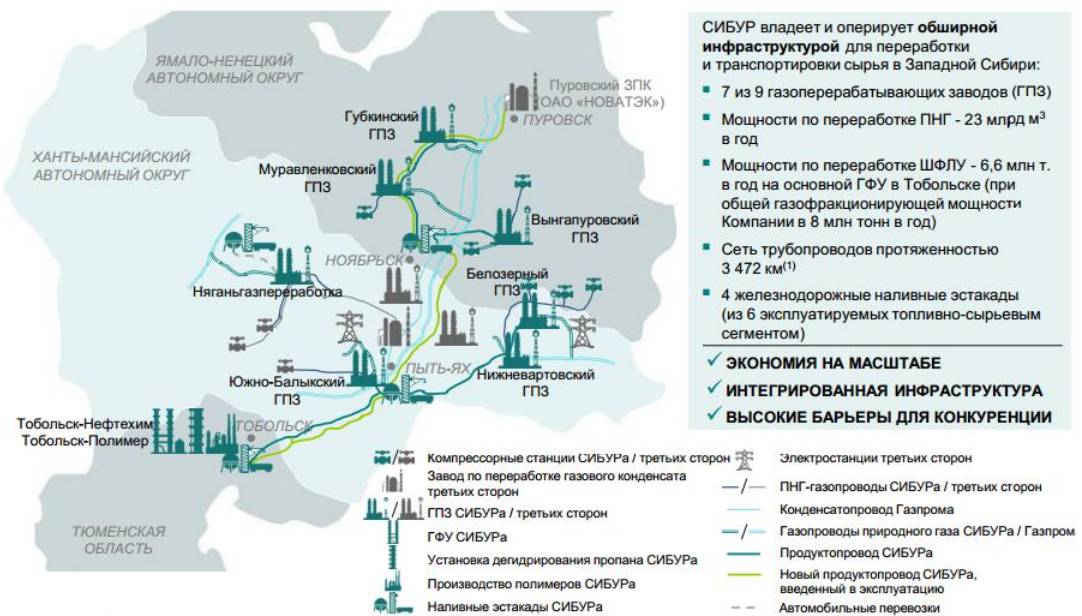 ЯМАЛО-НЕНЕЦКИЙ
АВТОНОМНЫЙ ОКРУГ
ХАНТЫ-МАНСИЙСКИЙ
АВТОНОМНЫЙ ОКРУГ
Пуровский ЗПК
(ОАО «НОВАТЭК»)
ПУРОВСК
Губкинский
ГПЗ
Муравленковский
ГПЗ
Вынгапуровский
ГПЗ
НОЯБРЬСК
Белозерный
ГПЗ
Няганьгазпереработка
ПЫТЬ-ЯХ
Южно-Балыкский
ГПЗ
Нижневартовский
ГПЗ
Тобольск-Нефтехим
Тобольск-Полимер
ТОБОЛЬСК
ТЮМЕНСКАЯ
ОБЛАСТЬ
СИБУР владеет и оперирует обширной
инфраструктурой для переработки
и транспортировки сырья в Западной Сибири:
7 из 9 газоперерабатывающих заводов (ГПЗ)
Мощности по переработке ПНГ - 23 млрд м³
в год
Мощности по переработке ШФЛУ - 6,6 млн т.
в год на основной ГФУ в Тобольске (при
общей газофракционирующей мощности
Компании в 8 млн тонн в год)
Сеть трубопроводов протяженностью
3 472 км(1)
4 железнодорожные наливные эстакады
(из 6 эксплуатируемых топливно-сырьевым
сегментом)
ЭКОНОМИЯ НА МАСШТАБЕ
ИНТЕГРИРОВАННАЯ ИНФРАСТРУКТУРА
ВЫСОКИЕ БАРЬЕРЫ ДЛЯ КОНКУРЕНЦИИ
Компрессорные станции СИБУРа / третьих сторон
Завод по переработке газового конденсата
третьих сторон
ГПЗ СИБУРа / третьих сторон
ГФУ СИБУРа
Установка дегидрирования пропана СИБУРа
Производство полимеров СИБУРа
Наливные эстакады СИБУРа
Электростанции третьих сторон
ПНГ-газопроводы СИБУРа / третьих сторон
Конденсатопровод Газпрома
Газопроводы природного газа СИБУРа / Газпром
Продуктопровод СИБУРа
Новый продуктопровод СИБУРа,
введенный в эксплуатацию
Автомобильные перевозки